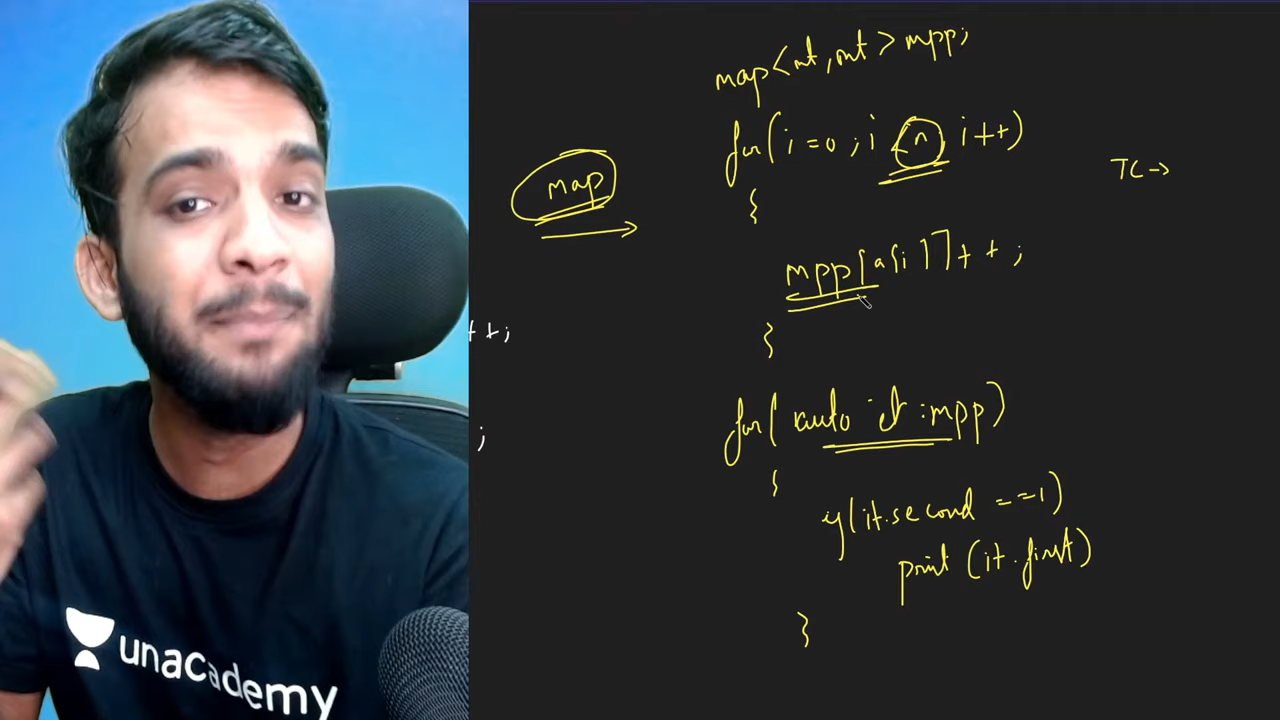 map<int,int> mpp;
for(i=0; i<n; i++)
{
mpp[a[i]]++;
}
for(auto it:mpp)
{
if(it.second ==1)
print(it.first)
}
map
TC→
++;
;
unacademy